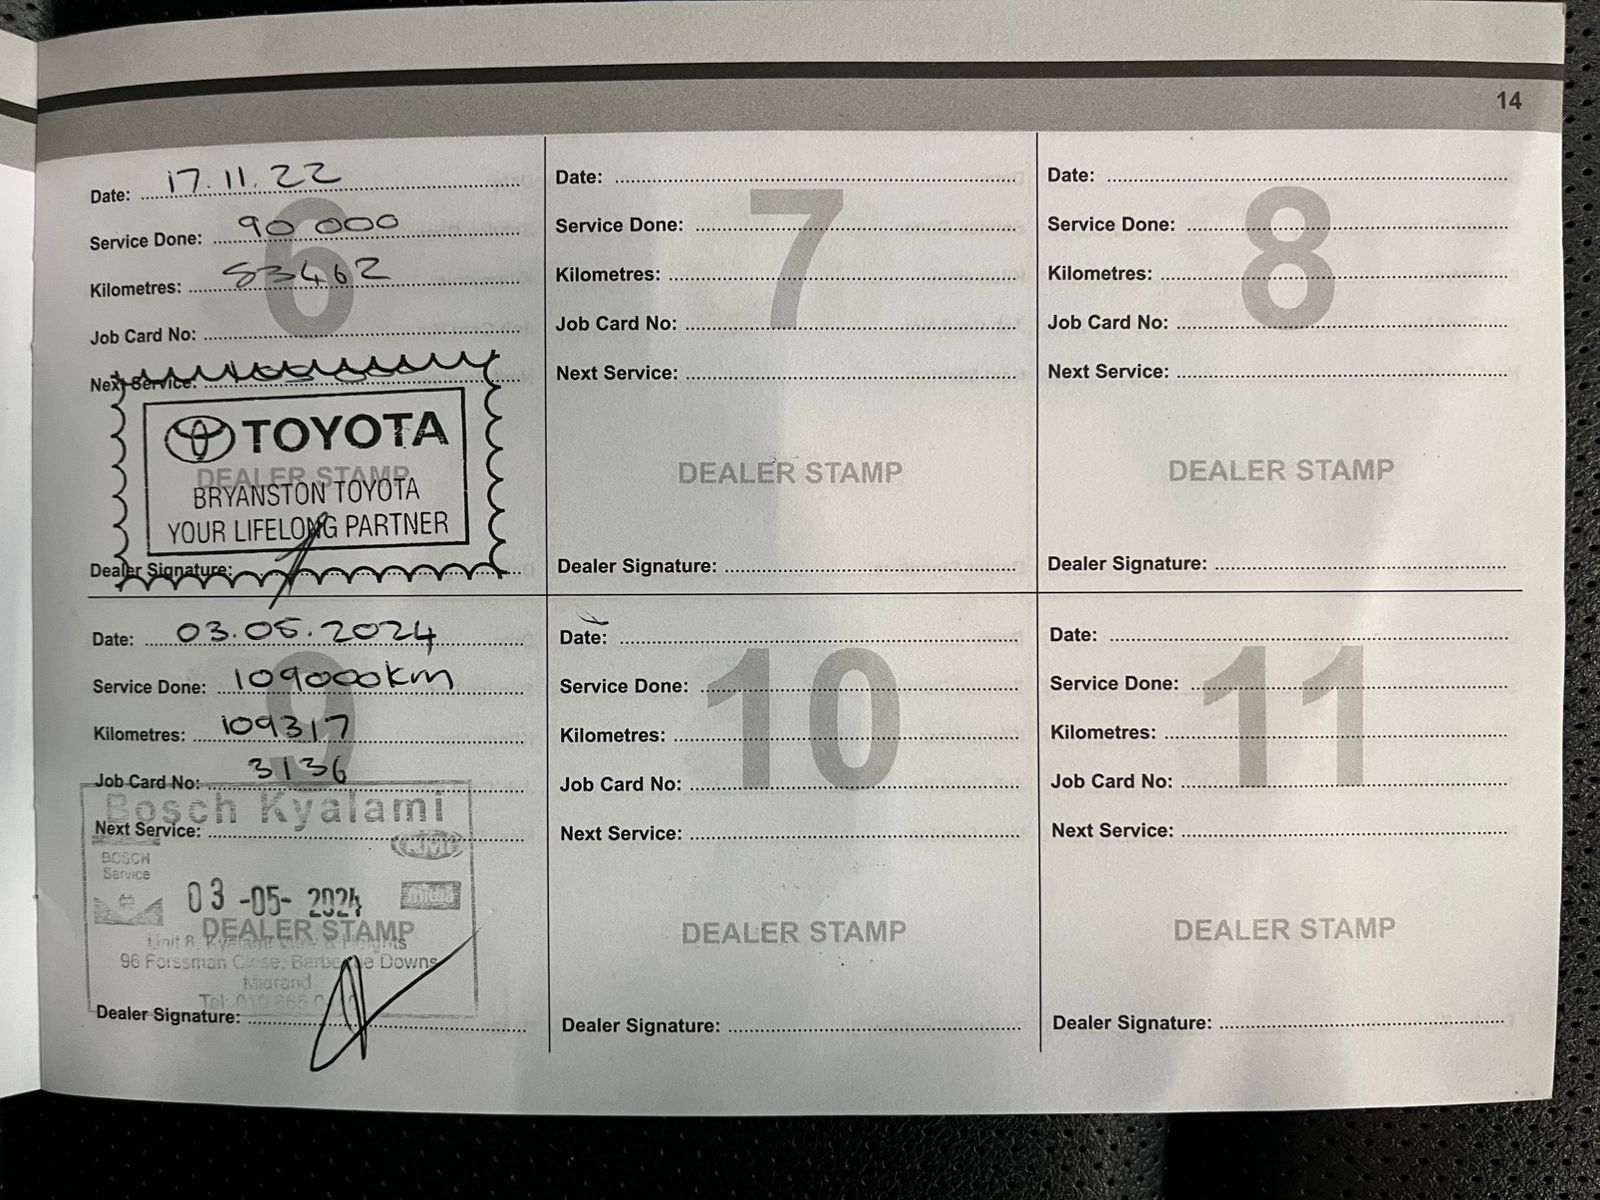 14
Date: 17.11.22
Service Done: 90 000
Kilometres: 83462
Job Card No:
Next Service:
6
TOYOTA
DEALER STAMP
BRYANSTON TOYOTA
YOUR LIFELONG PARTNER
Dealer Signature:
Date:
Service Done:
Kilometres:
Job Card No:
Next Service:
7
DEALER STAMP
Dealer Signature:
Date:
Service Done:
Kilometres:
Job Card No:
Next Service:
8
DEALER STAMP
Dealer Signature:
Date: 03.05.2024
Service Done: 109000km
Kilometres: 109317
Job Card No: 3136
9
Bosch Kyalami
Next Service:
RMI
BOSCH
Service
03 -05- 2024
DEALER STAMP
Unit 8, Kyalami
96 Forssman Close, Barbeque Downs
Midrand
Tel: 010
Dealer Signature:
Date:
Service Done:
Kilometres:
Job Card No:
Next Service:
10
DEALER STAMP
Dealer Signature:
Date:
Service Done:
Kilometres:
Job Card No:
Next Service:
11
DEALER STAMP
Dealer Signature: